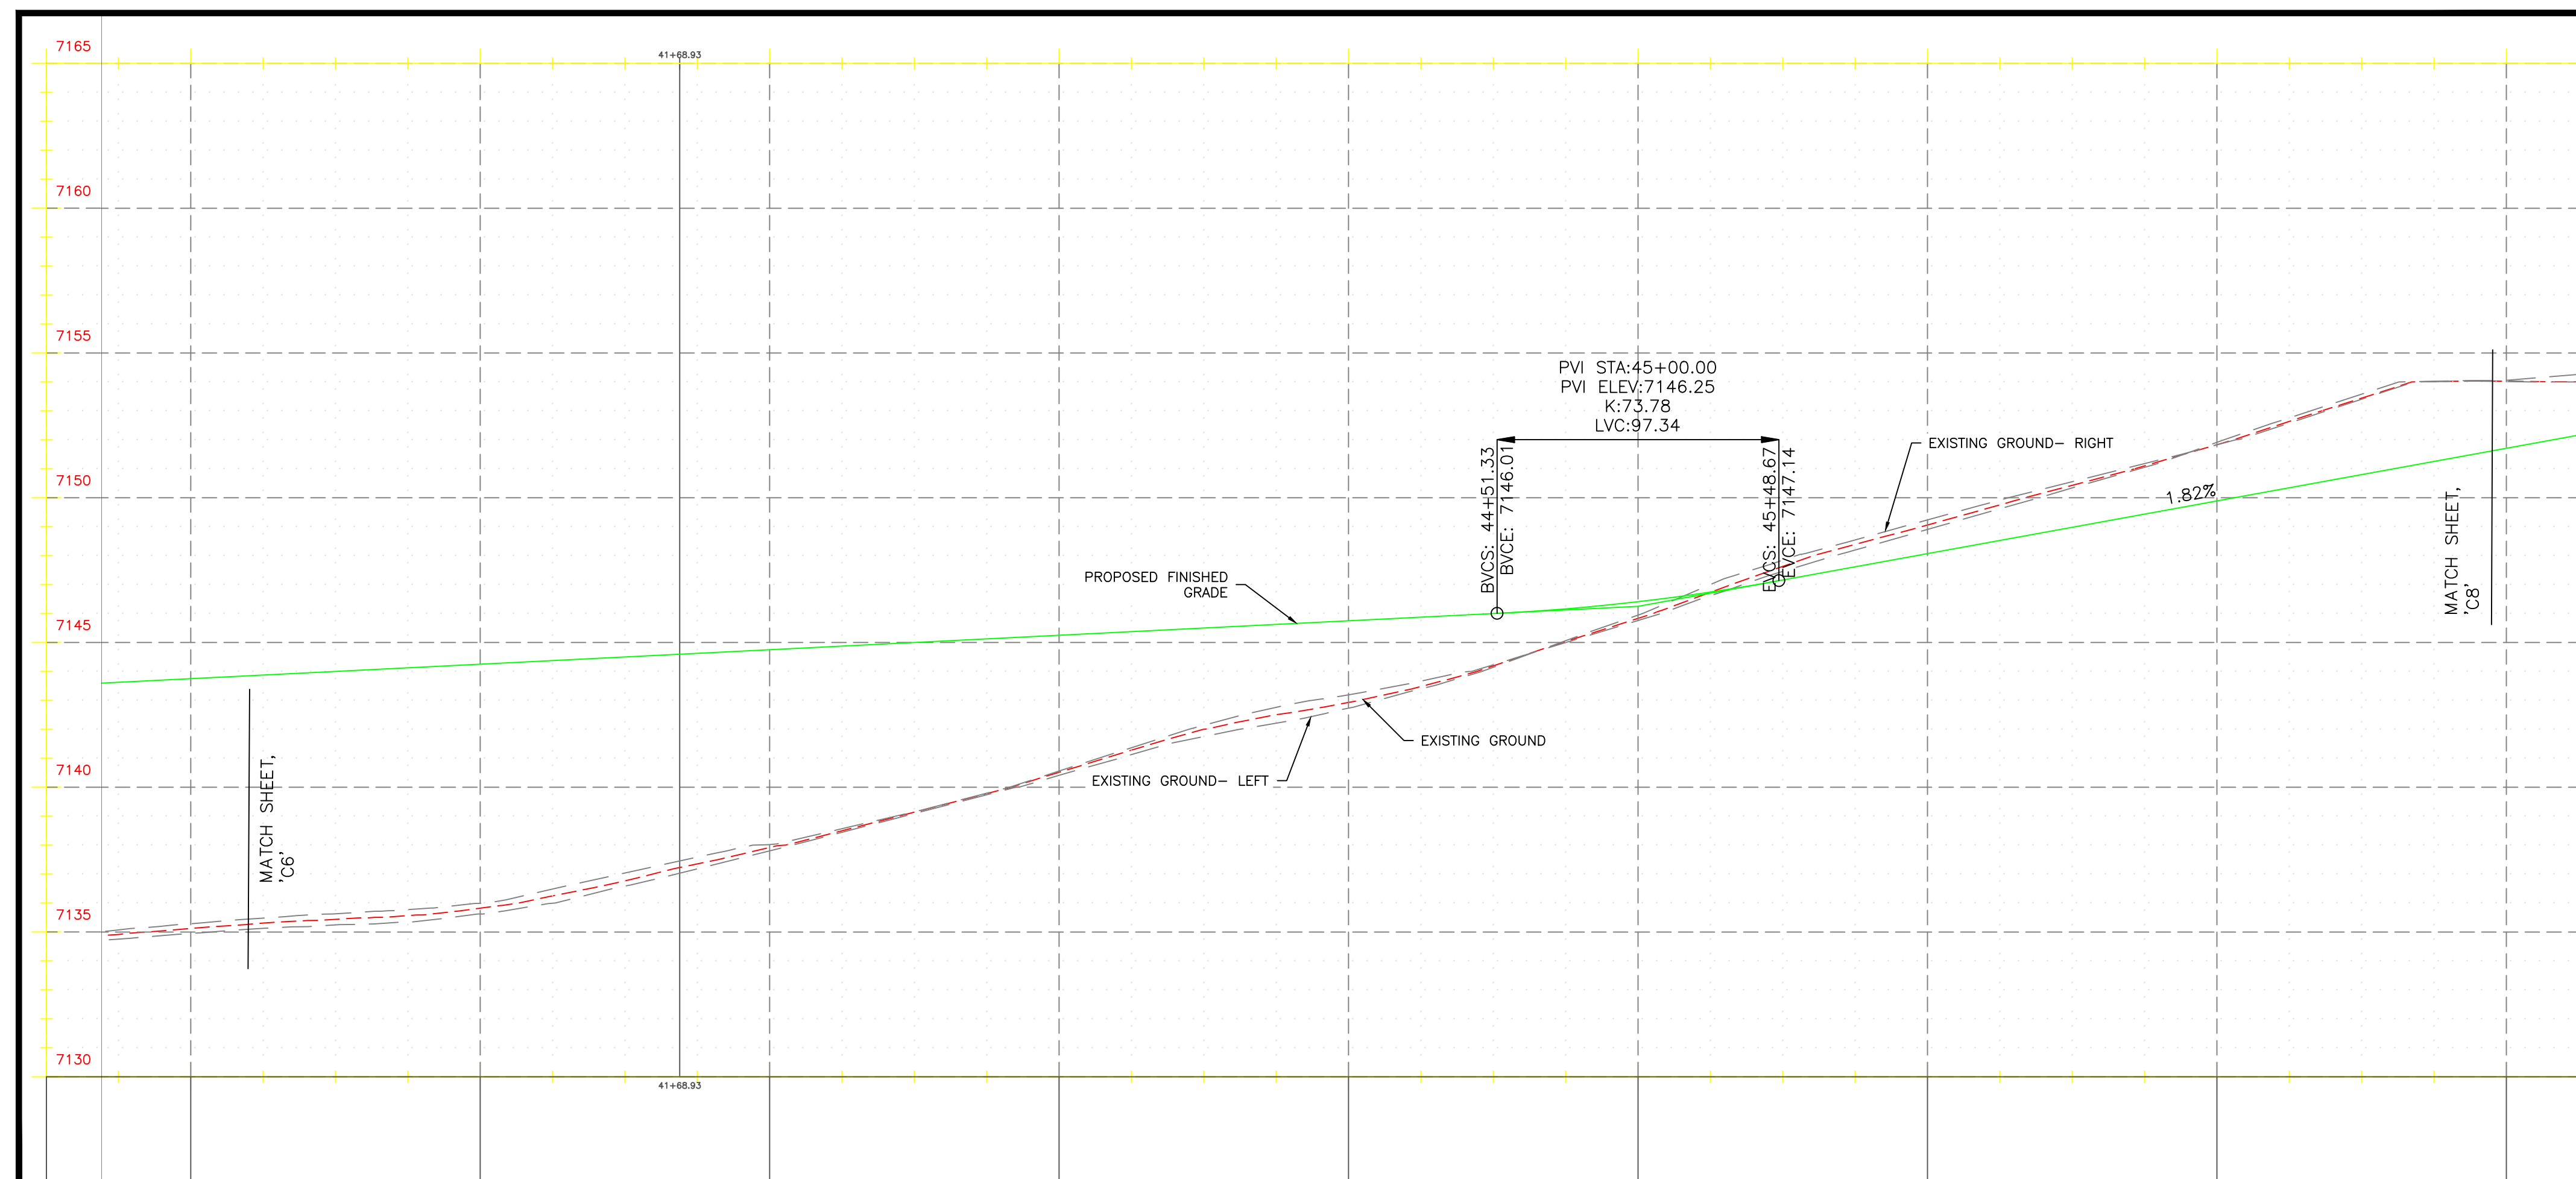 7165
41+68.93
7160
7155
PVI STA:45+00.00
PVI ELEV:7146.25
K:73.78
LVC:97.34
BVCS: 44+51.33
BVCE: 7146.01
EVCS: 45+48.67
EVCE: 7147.14
EXISTING GROUND- RIGHT
7150
1.82%
MATCH SHEET,
'C8'
PROPOSED FINISHED
GRADE
7145
EXISTING GROUND
EXISTING GROUND- LEFT
7140
MATCH SHEET,
'C6'
7135
7130
41+68.93